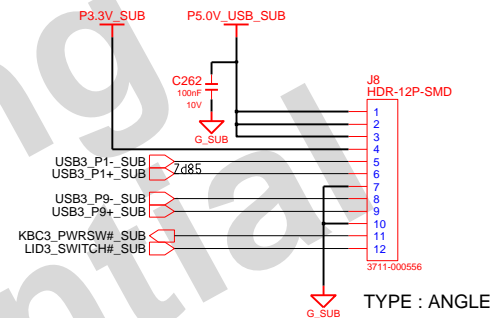 P3.3V_SUB
P5.0V_USB_SUB
C262
100nF
10V
G_SUB
J8
HDR-12P-SMD
1
2
3
4
USB3_P1-_SUB
5
USB3_P1+_SUB
7d85
6
7
USB3_P9-_SUB
8
USB3_P9+_SUB
9
10
KBC3_PWRSW#_SUB
11
LID3_SWITCH#_SUB
12
3711-000556
G_SUB
TYPE : ANGLE